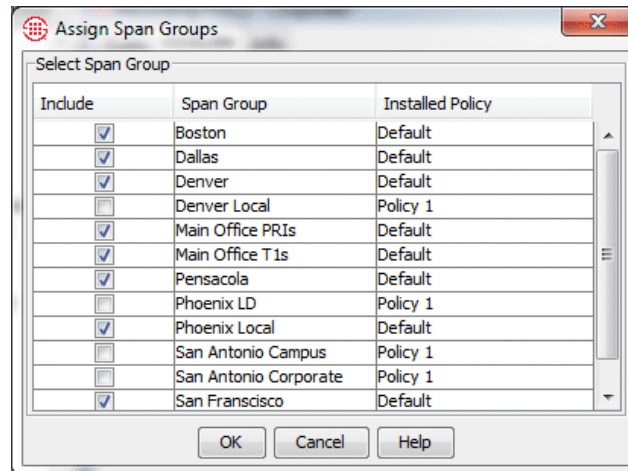 Assign Span Groups
Select Span Group
Include Span Group Installed Policy
Boston Default
Dallas Default
Denver Default
Denver Local Policy 1
Main Office PRIs Default
Main Office T1s Default
Pensacola Default
Phoenix LD Policy 1
Phoenix Local Default
San Antonio Campus Policy 1
San Antonio Corporate Policy 1
San Franscisco Default
OK Cancel Help